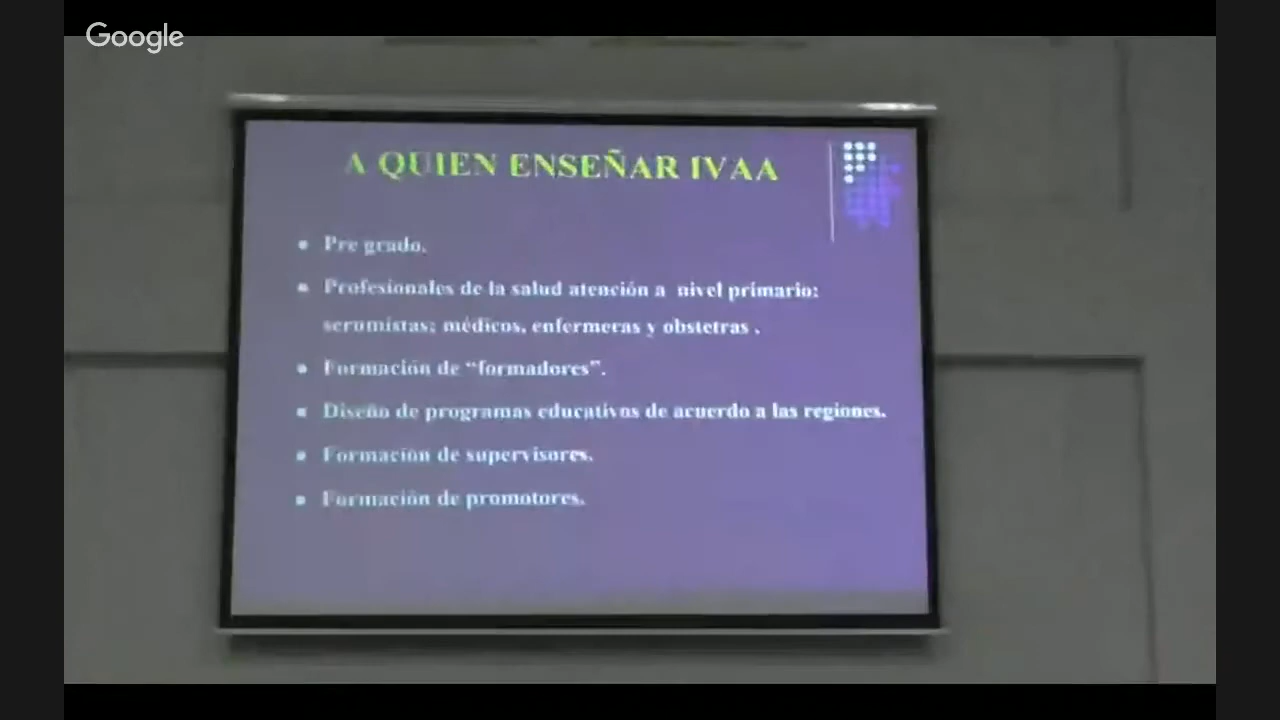 Google
A QUIEN ENSEÑAR IVAA
Pre grado.
Profesionales de la salud atención a nivel primario:
serumistas; médicos, enfermeras y obstetras .
Formación de “formadores”.
Diseño de programas educativos de acuerdo a las regiones.
Formación de supervisores.
Formación de promotores.